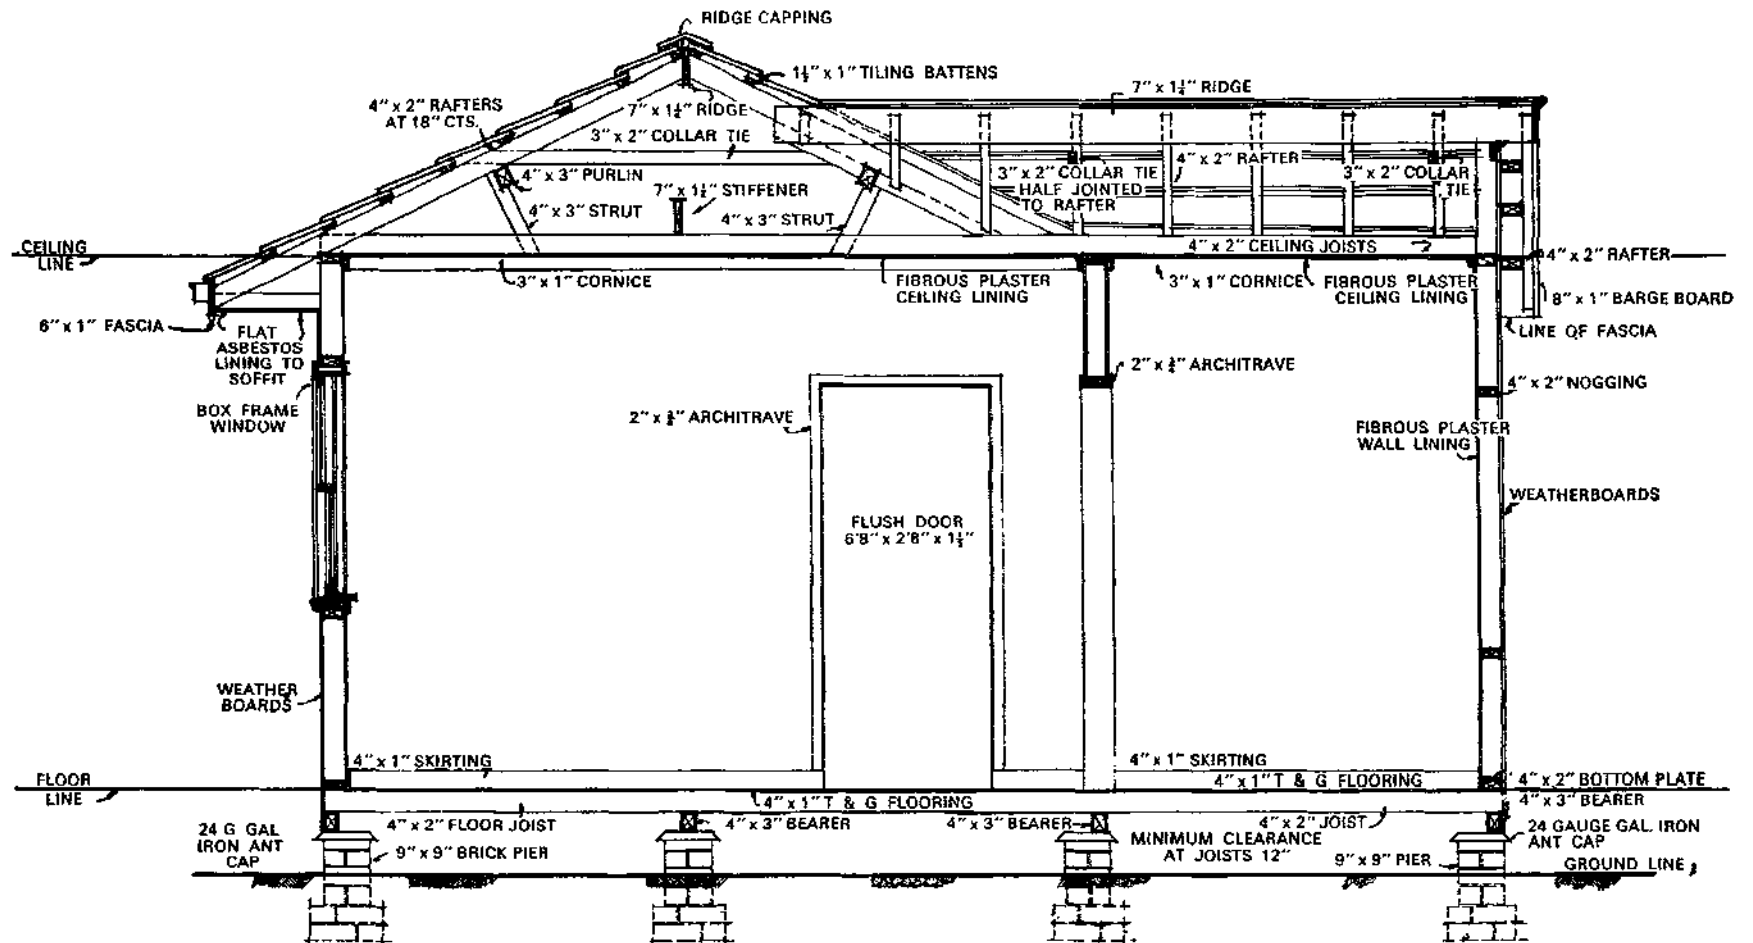 RIDGE CAPPING
1½" x 1" TILING BATTENS
4" x 2" RAFTERS
AT 18" CTS.
7" x 1¼" RIDGE
3" x 2" COLLAR TIE
7" x 1¼" RIDGE
4" x 3" PURLIN
7" x 1½" STIFFENER
4" x 3" STRUT
4" x 3" STRUT
4" x 2" RAFTER
3" x 2" COLLAR TIE
HALF JOINTED
TO RAFTER
3" x 2" COLLAR
TIE
4" x 2" CEILING JOISTS
CEILING
LINE
3" x 1" CORNICE
FIBROUS PLASTER
CEILING LINING
3" x 1" CORNICE
FIBROUS PLASTER
CEILING LINING
4" x 2" RAFTER
8" x 1" BARGE BOARD
LINE OF FASCIA
6" x 1" FASCIA
FLAT
ASBESTOS
LINING TO
SOFFIT
BOX FRAME
WINDOW
2" x ¾" ARCHITRAVE
4" x 2" NOGGING
2" x ¾" ARCHITRAVE
FIBROUS PLASTER
WALL LINING
WEATHERBOARDS
FLUSH DOOR
6'8" x 2'8" x 1½"
WEATHER
BOARDS
4" x 1" SKIRTING
4" x 1" SKIRTING
FLOOR
LINE
4" x 1" T & G FLOORING
4" x 1" T & G FLOORING
4" x 2" BOTTOM PLATE
4" x 3" BEARER
4" x 2" FLOOR JOIST
4" x 3" BEARER
4" x 3" BEARER
4" x 2" JOIST
24 G GAL
IRON ANT
CAP
9" x 9" BRICK PIER
MINIMUM CLEARANCE
AT JOISTS 12"
24 GAUGE GAL. IRON
ANT CAP
9" x 9" PIER
GROUND LINE